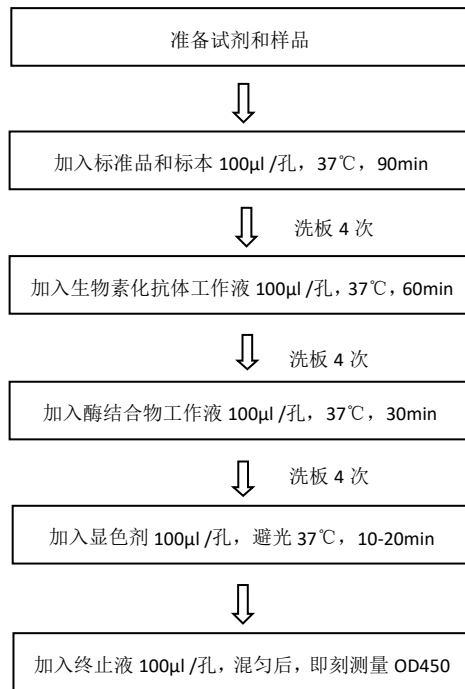 准备试剂和样品
加入标准品和标本 100μl /孔，37℃，90min
洗板 4 次
加入生物素化抗体工作液 100μl /孔，37℃，60min
洗板 4 次
加入酶结合物工作液 100μl /孔，37℃，30min
洗板 4 次
加入显色剂 100μl /孔，避光 37℃，10-20min
加入终止液 100μl /孔，混匀后，即刻测量 OD450